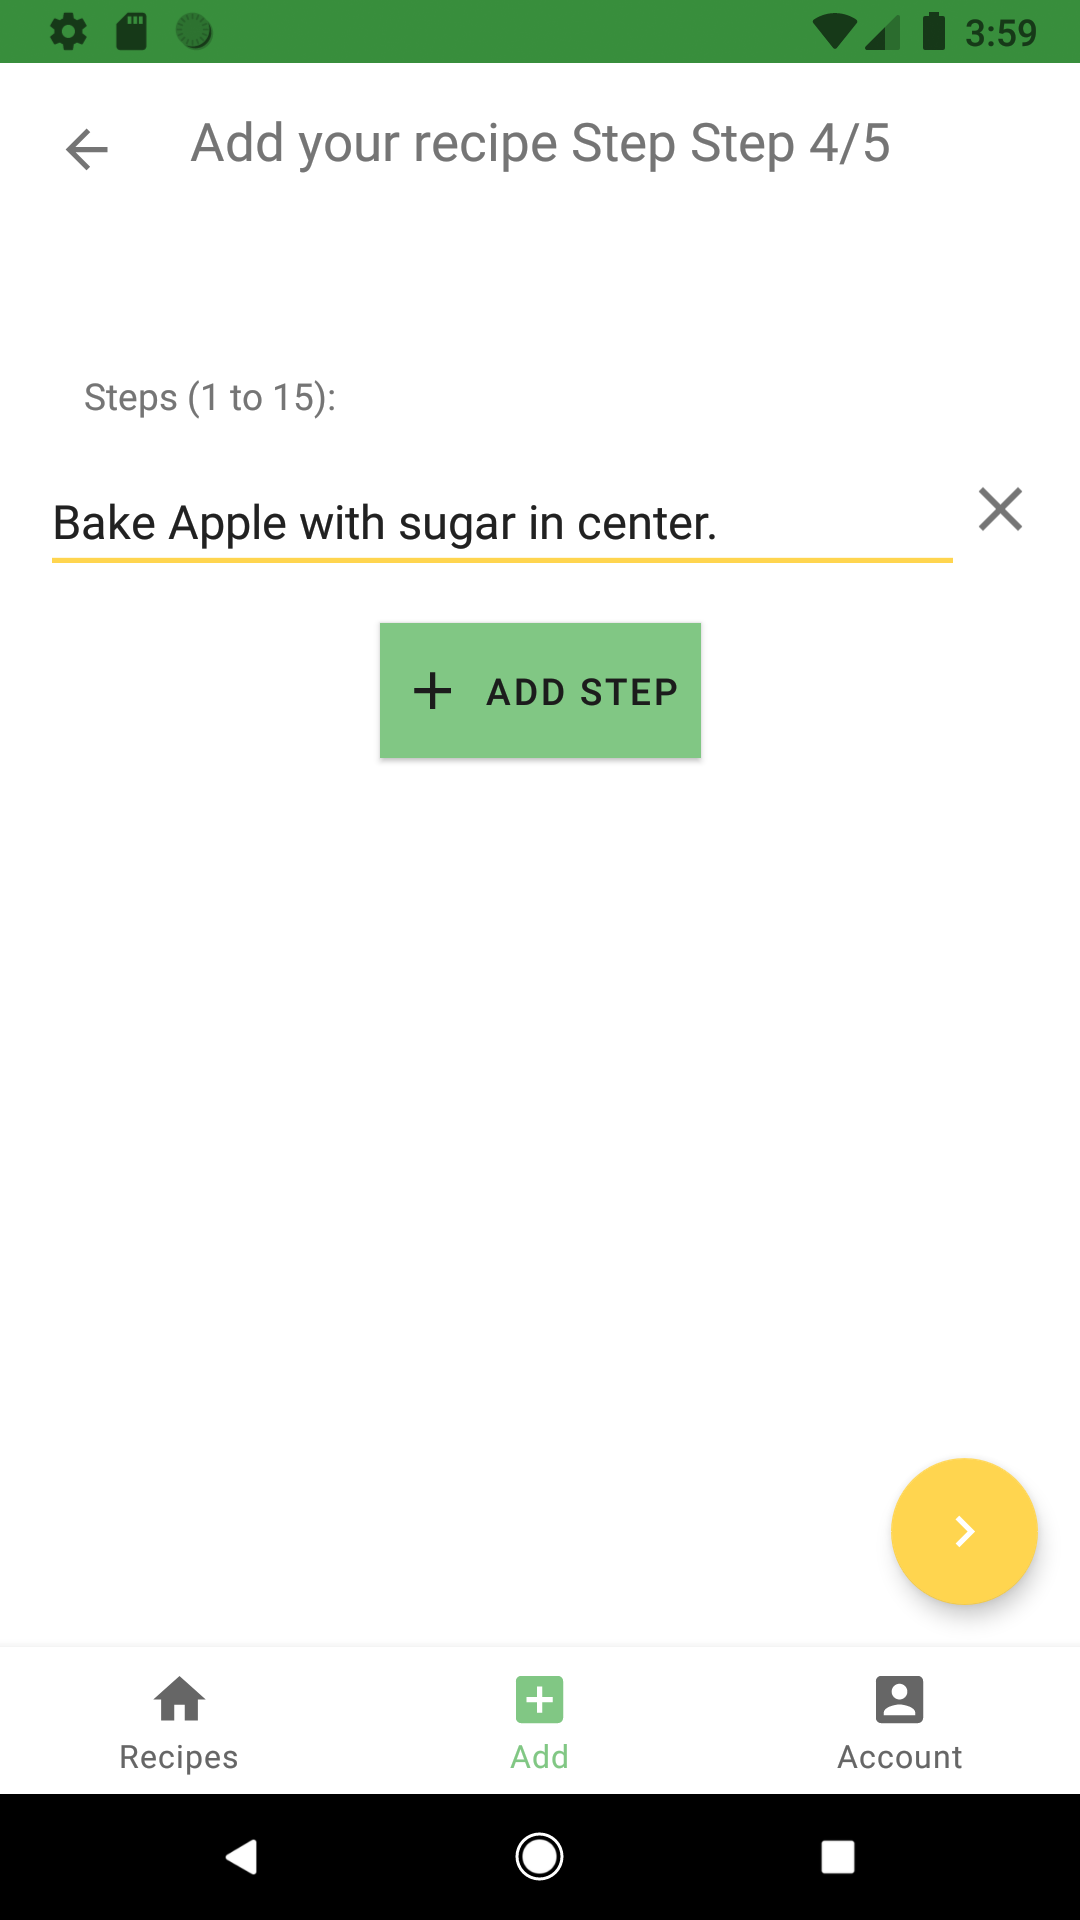 3:59
Add your recipe Step Step 4/5
Steps (1 to 15):
Bake Apple with sugar in center.
ADD STEP
Recipes
Add
Account